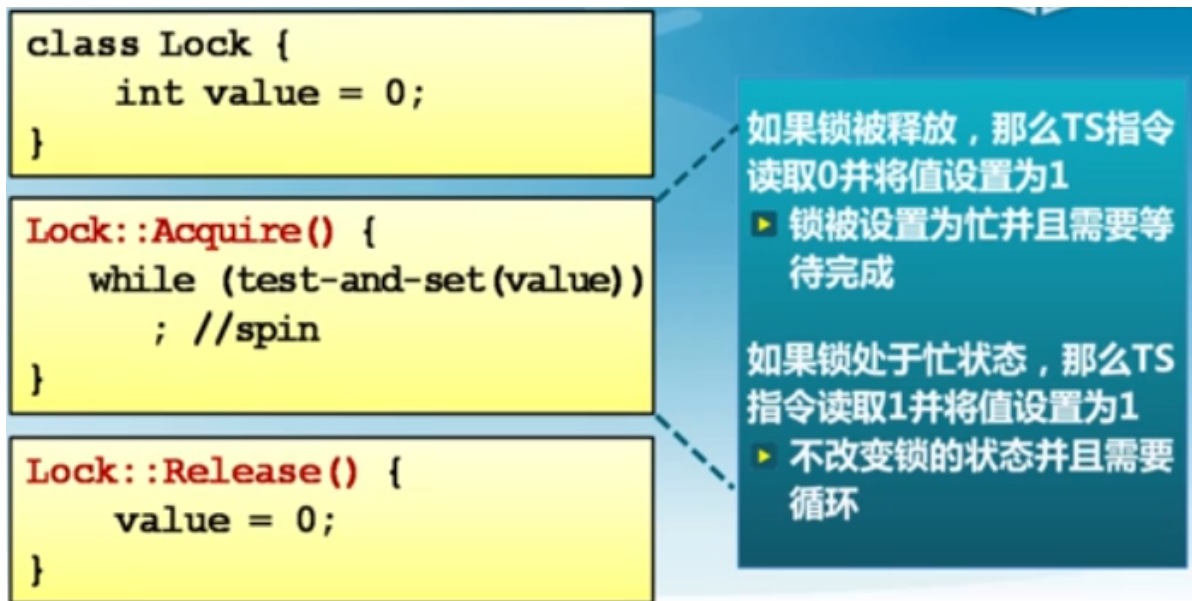 class Lock {
int value = 0;
}
Lock::Acquire() {
while (test-and-set(value))
; //spin
}
Lock::Release() {
value = 0;
}
如果锁被释放，那么TS指令
读取0并将值设置为1
锁被设置为忙并且需要等
待完成
如果锁处于忙状态，那么TS
指令读取1并将值设置为1
不改变锁的状态并且需要
循环